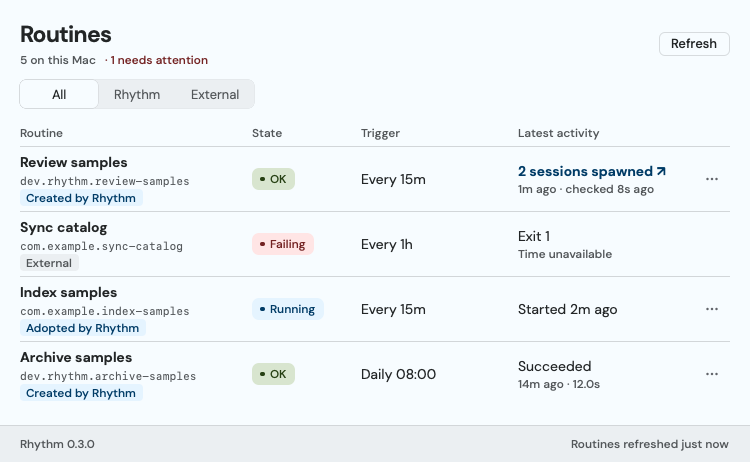 Routines
5 on this Mac · 1 needs attention
Refresh
All Rhythm External
Routine State Trigger Latest activity
Review samples
dev.rhythm.review-samples
Created by Rhythm
OK
Every 15m
2 sessions spawned ↗
1m ago · checked 8s ago
···
Sync catalog
com.example.sync-catalog
External
Failing
Every 1h
Exit 1
Time unavailable
Index samples
com.example.index-samples
Adopted by Rhythm
Running
Every 15m
Started 2m ago
···
Archive samples
dev.rhythm.archive-samples
Created by Rhythm
OK
Daily 08:00
Succeeded
14m ago · 12.0s
···
Rhythm 0.3.0
Routines refreshed just now